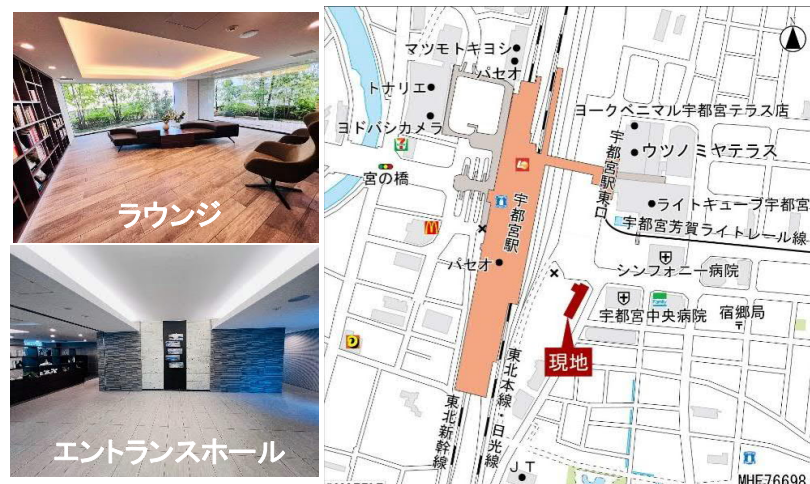 ラウンジ
エントランスホール
マツモトキヨシ
パセオ
トナリエ
ヨドバシカメラ
宮の橋
宇都宮駅
パセオ
ヨークベニマル宇都宮テラス店
ウツノミヤテラス
宇都宮駅東口
ライトキューブ宇都宮
宇都宮芳賀ライトレール線
シンフォニー病院
宇都宮中央病院
宿郷局
現地
東北本線・日光線
東北新幹線
JT
MHF76698